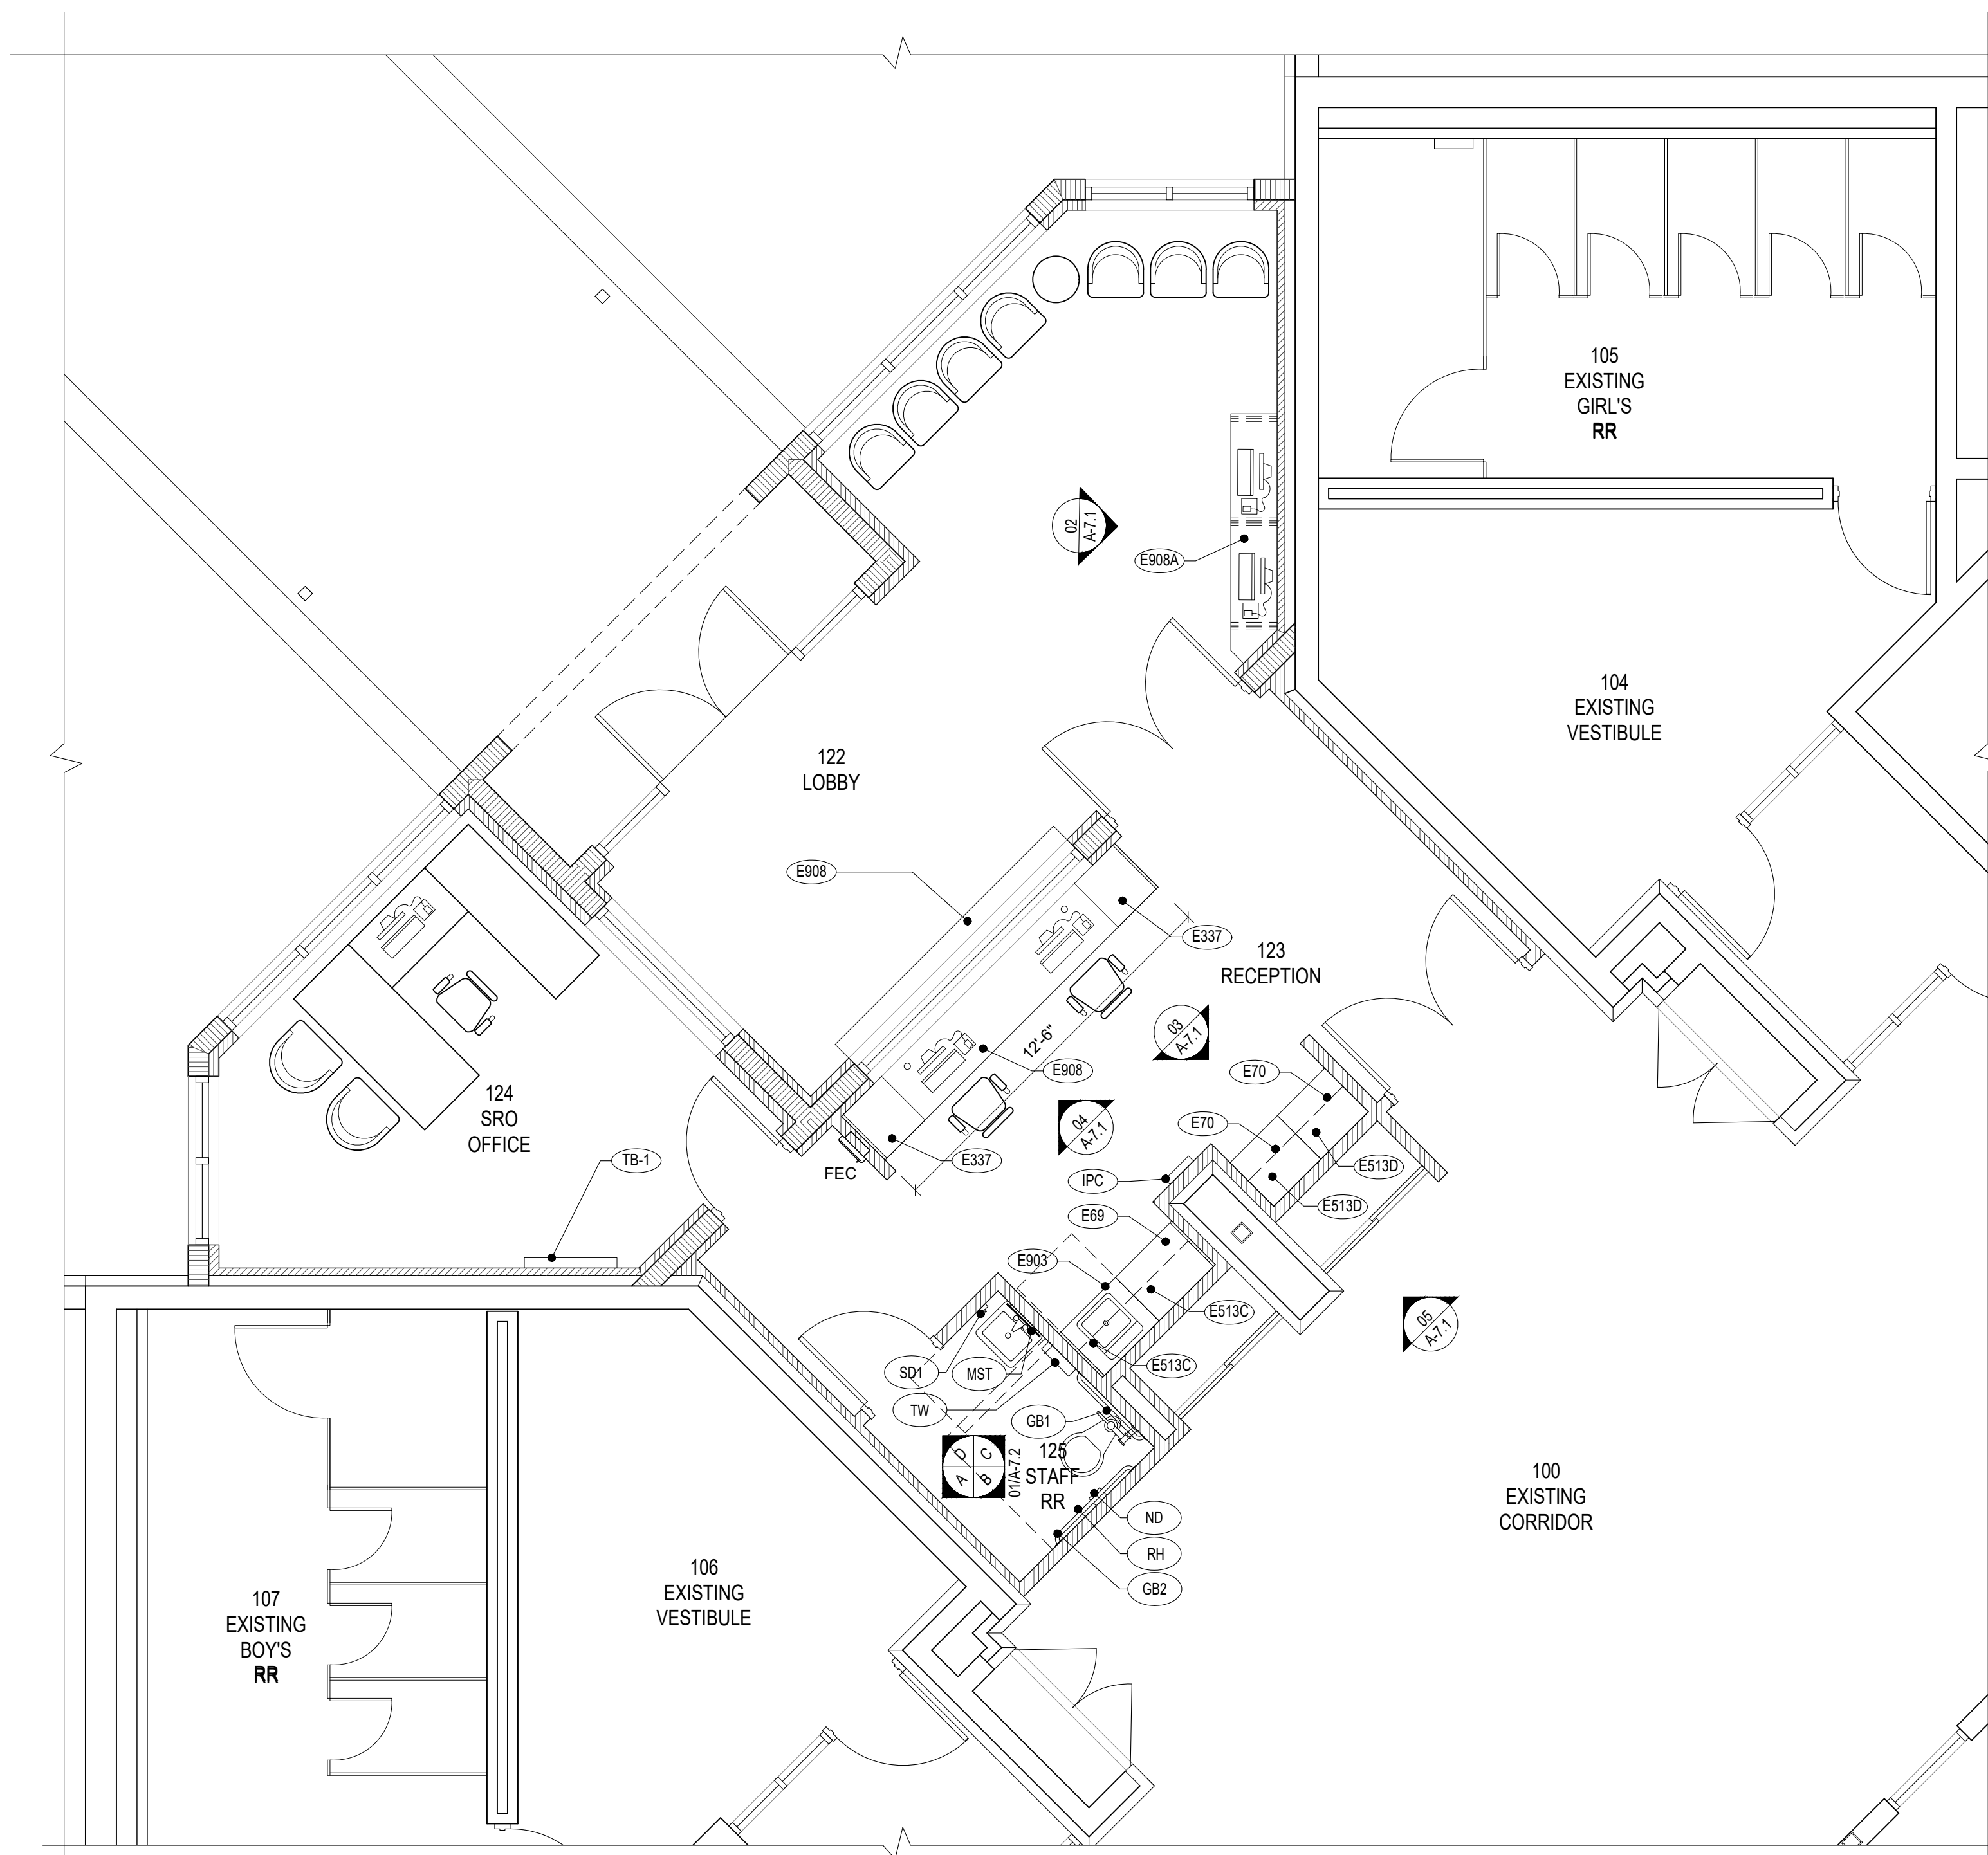 105
EXISTING
GIRL'S
RR
02
A-7.1
E908A
104
EXISTING
VESTIBULE
122
LOBBY
E908
E337
123
RECEPTION
12'-6"
03
A-7.1
E908
E70
124
SRO
OFFICE
04
A-7.1
E70
TB-1
FEC
E337
E513D
IPC
E513D
E69
E903
E513C
05
A-7.1
SD1
MST
E513C
TW
GB1
D
C
A
B
01/A-7.2
125
STAFF
RR
100
EXISTING
CORRIDOR
ND
RH
GB2
106
EXISTING
VESTIBULE
107
EXISTING
BOY'S
RR